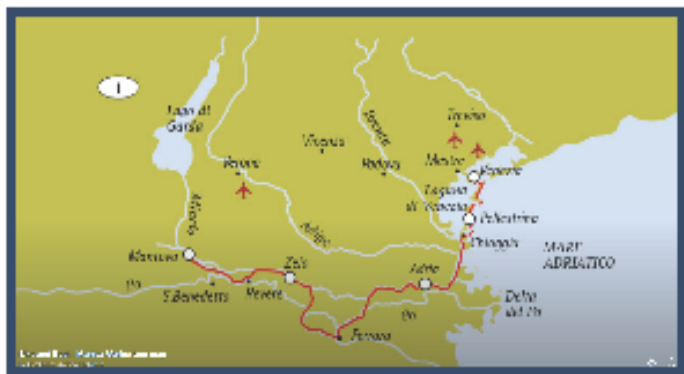 I
Lago di
Garda
Treviso
Vicenza
Verona
Padova
Mestre
Venezia
Laguna
di Venezia
Pellestrina
Chioggia
Adige
Mantova
MARE
ADRIATICO
Adria
Po
S.Benedetto
Revere
Po
Delta
del Po
Ferrara